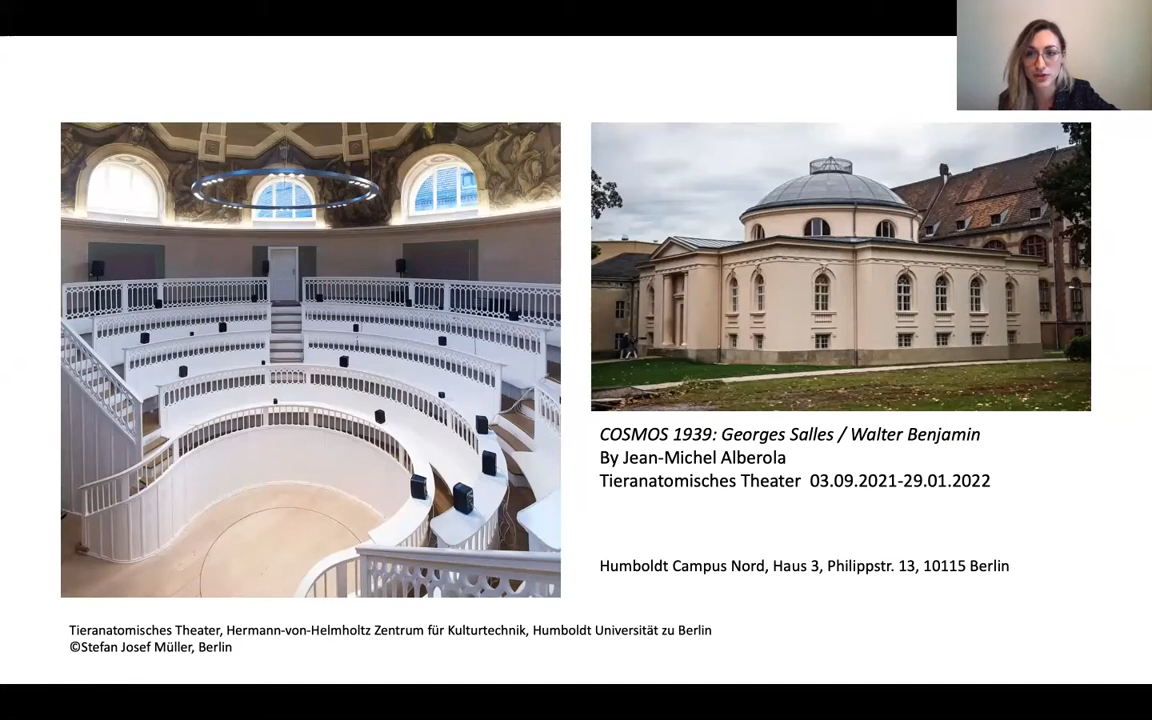 COSMOS 1939: Georges Salles / Walter Benjamin
By Jean-Michel Alberola
Tieranatomisches Theater 03.09.2021-29.01.2022
Humboldt Campus Nord, Haus 3, Philippstr. 13, 10115 Berlin
Tieranatomisches Theater, Hermann-von-Helmholtz Zentrum für Kulturtechnik, Humboldt Universität zu Berlin
©Stefan Josef Müller, Berlin